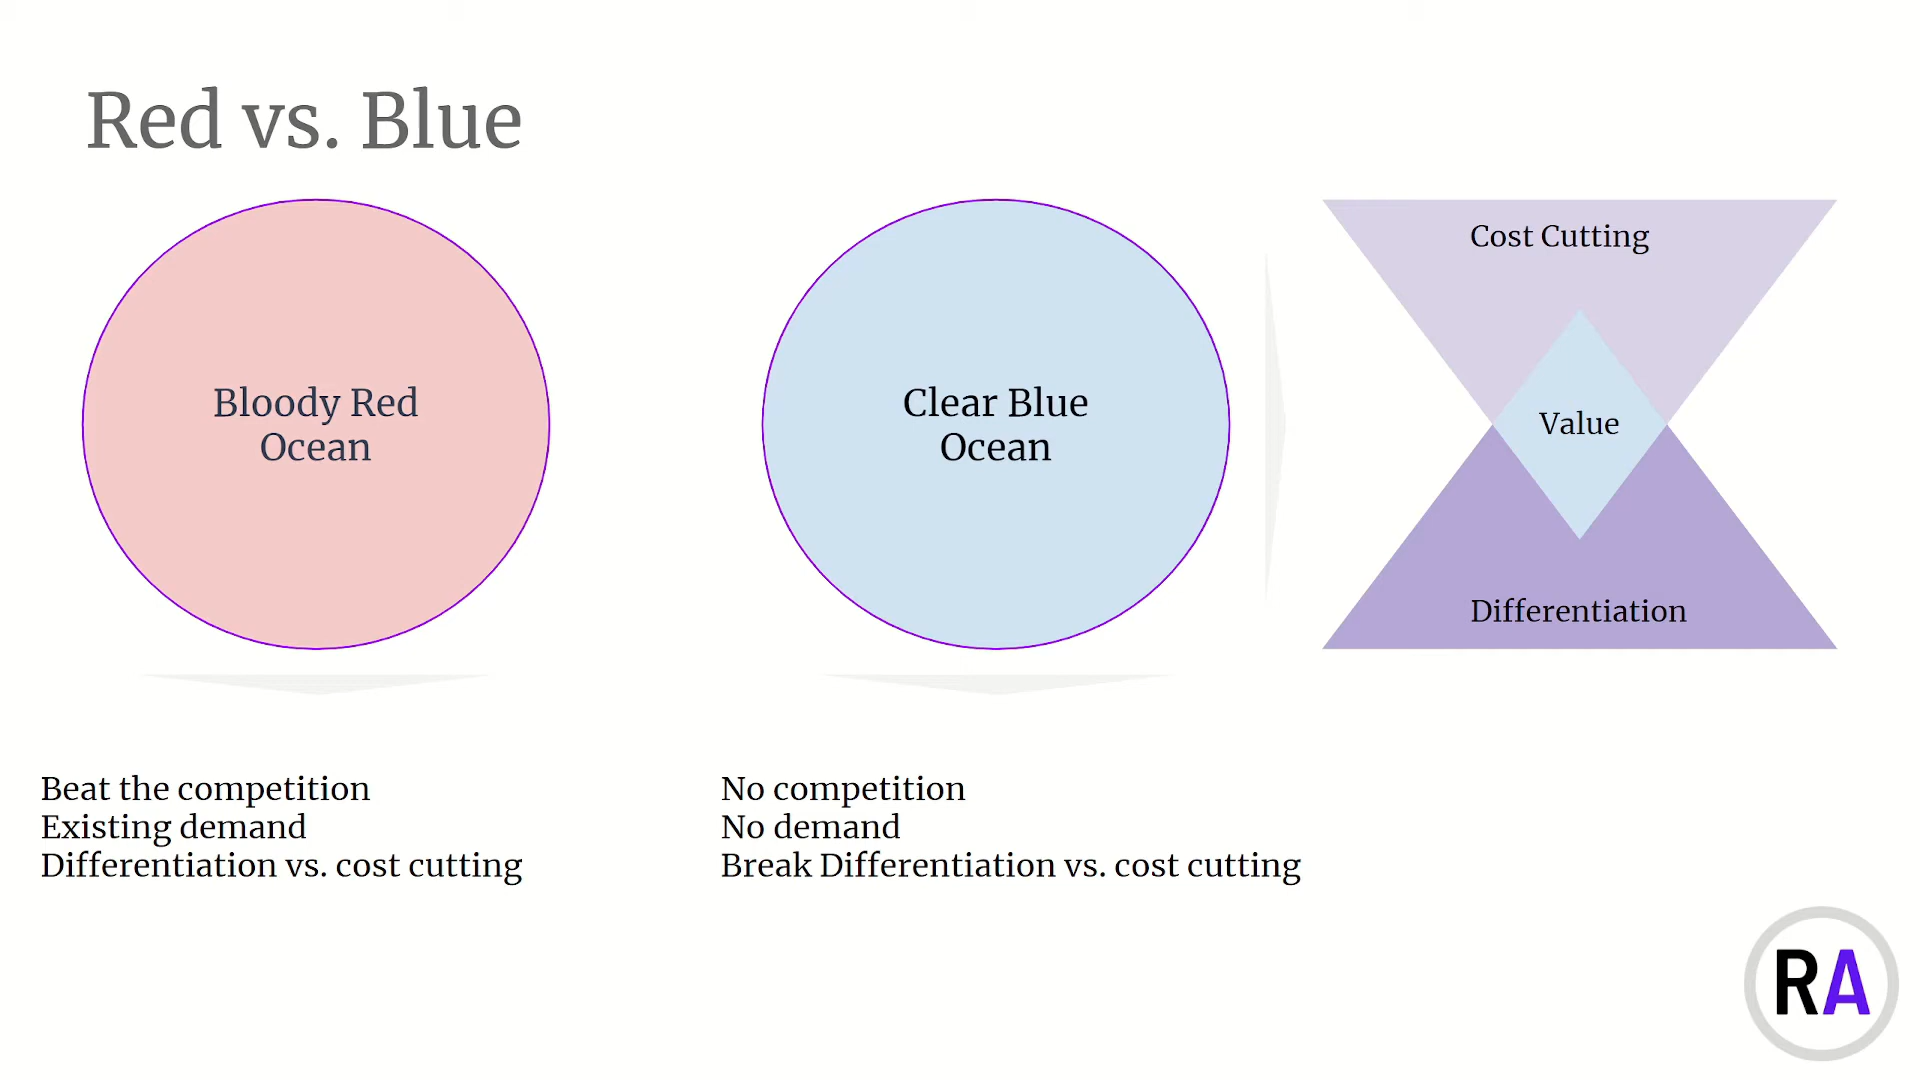 Red vs. Blue
Bloody Red
Ocean
Clear Blue
Ocean
Cost Cutting
Value
Differentiation
Beat the competition
Existing demand
Differentiation vs. cost cutting
No competition
No demand
Break Differentiation vs. cost cutting
RA